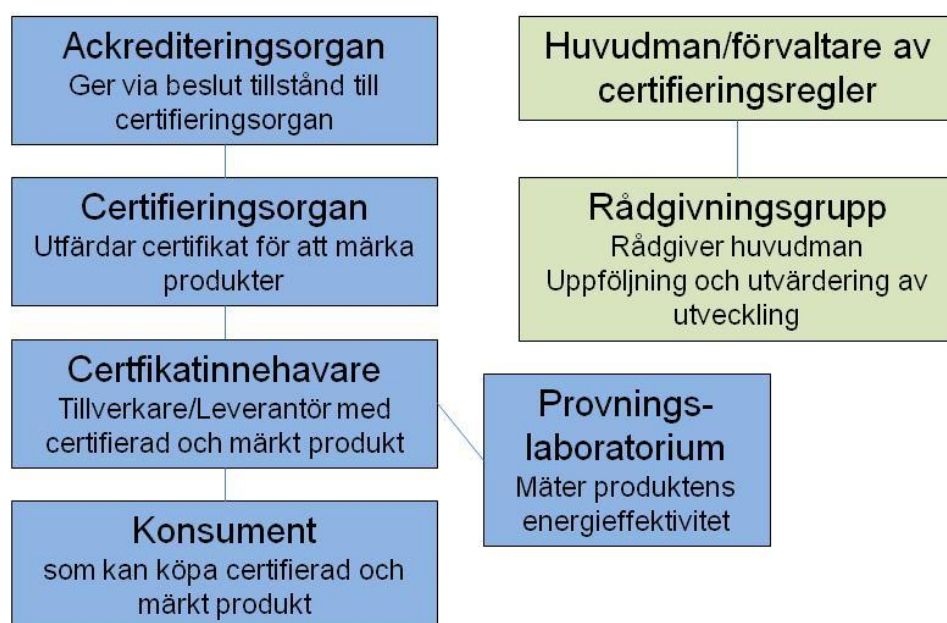 Ackrediteringsorgan
Ger via beslut tillstånd till
certifieringsorgan
Huvudman/förvaltare av
certifieringsregler
Certifieringsorgan
Utfärdar certifikat för att märka
produkter
Rådgivningsgrupp
Rådgiver huvudman
Uppföljning och utvärdering av
utveckling
Certfikatinnehavare
Tillverkare/Leverantör med
certifierad och märkt produkt
Provnings-
laboratorium
Mäter produktens
energieffektivitet
Konsument
som kan köpa certifierad och
märkt produkt